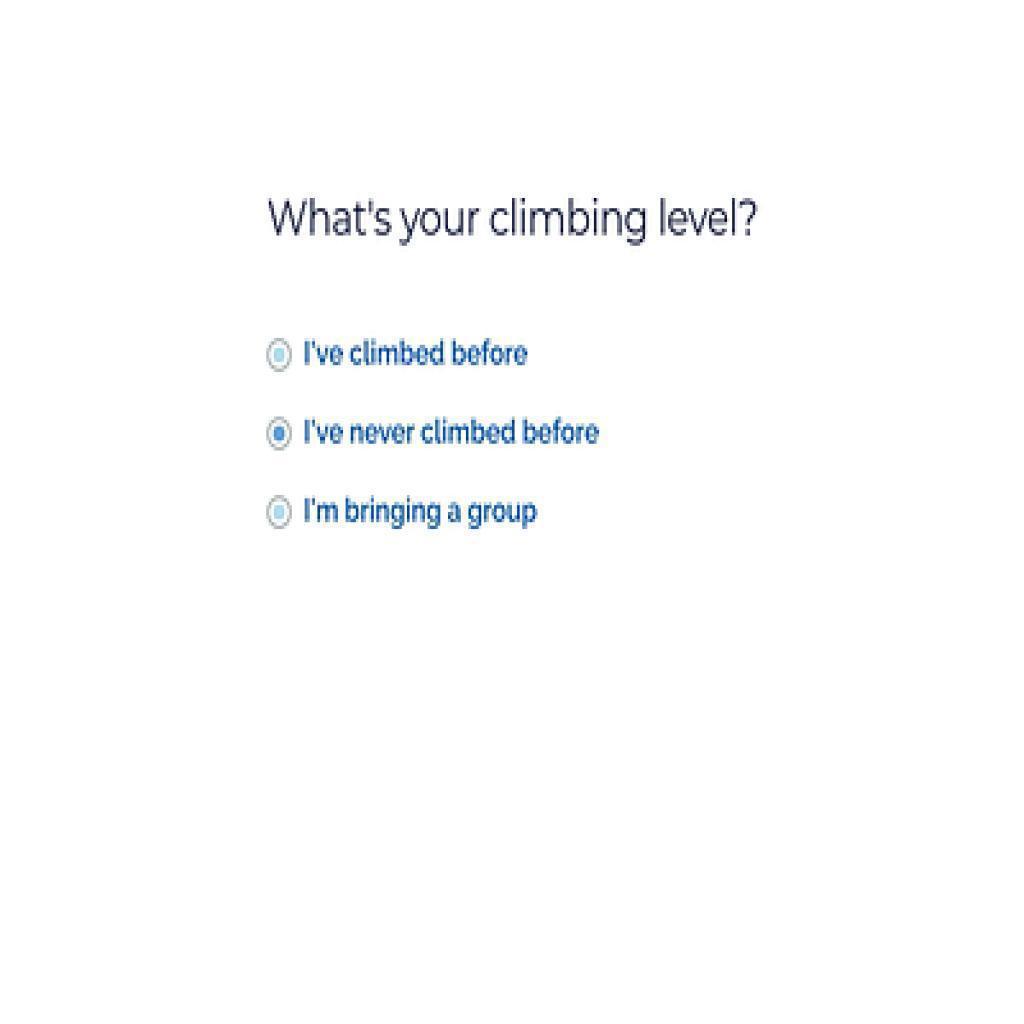 What's your climbing level?
I've climbed before
I've never climbed before
I'm bringing a group